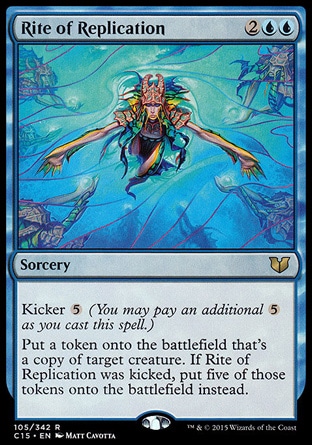 Rite of Replication 2
Sorcery
Kicker 5 (You may pay an additional 5
as you cast this spell.)
Put a token onto the battlefield that's
a copy of target creature. If Rite of
Replication was kicked, put five of those
tokens onto the battlefield instead.
105/342 R
C15 • EN Matt Cavotta
™ & © 2015 Wizards of the Coast